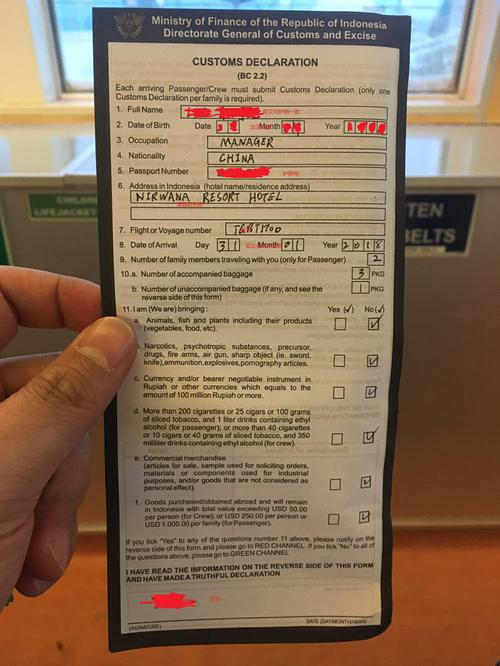 Ministry of Finance of the Republic of Indonesia
Directorate General of Customs and Excise
CUSTOMS DECLARATION
(BC 2.2)
Each arriving Passenger/Crew must submit Customs Declaration (only one
Customs Declaration per family is required).
1. Full Name
2. Date of Birth Date Month Year
3. Occupation MANAGER
4. Nationality CHINA
5. Passport Number
6. Address in Indonesia (hotel name/residence address)
NIRWANA RESORT HOTEL
7. Flight or Voyage number
8. Date of Arrival Day 31 Month 01 Year 2018
9. Number of family members traveling with you (only for Passenger) 2
10.a. Number of accompanied baggage 3 PKG
b. Number of unaccompanied baggage (if any, and see the 1 PKG
reverse side of this form)
11. I am (We are) bringing : Yes (✓) No (✓)
a. Animals, fish and plants including their products
(vegetables, food, etc).
b. Narcotics, psychotropic substances, precursor,
drugs, fire arms, air gun, sharp object (ie. sword,
knife),ammunition,explosives,pornography articles.
c. Currency and/or bearer negotiable instrument in
Rupiah or other currencies which equals to the
amount of 100 million Rupiah or more.
d. More than 200 cigarettes or 25 cigars or 100 grams
of sliced tobacco, and 1 liter drinks containing ethyl
alcohol (for passenger); or more than 40 cigarettes
or 10 cigars or 40 grams of sliced tobacco, and 350
milliliter drinks containing ethyl alcohol (for crew).
e. Commercial merchandise
(articles for sale, sample used for soliciting orders,
materials or components used for industrial
purposes, and/or goods that are not considered as
personal effect).
f. Goods purchased/obtained abroad and will remain
in Indonesia with total value exceeding USD 50.00
per person (for Crew); or USD 250.00 per person or
USD 1,000.00 per family (for Passenger).
If you tick "Yes" to any of the questions number 11 above, please notify on the
reverse side of this form and please go to RED CHANNEL. If you tick "No" to all of
the questions above, please go to GREEN CHANNEL
I HAVE READ THE INFORMATION ON THE REVERSE SIDE OF THIS FORM
AND HAVE MADE A TRUTHFUL DECLARATION
(SIGNATURE) DATE (DAY/MONTH/YEAR)
CHILDREN
LIFEJACKET
BELTS